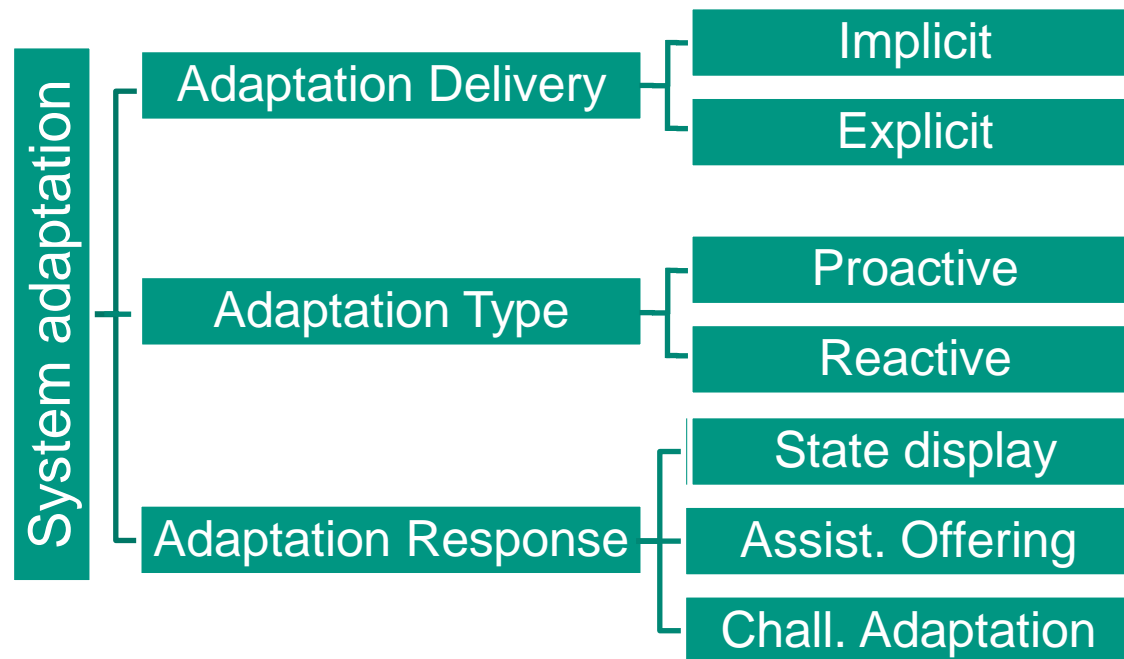 System adaptation
Adaptation Delivery
Implicit
Explicit
Adaptation Type
Proactive
Reactive
Adaptation Response
State display
Assist. Offering
Chall. Adaptation